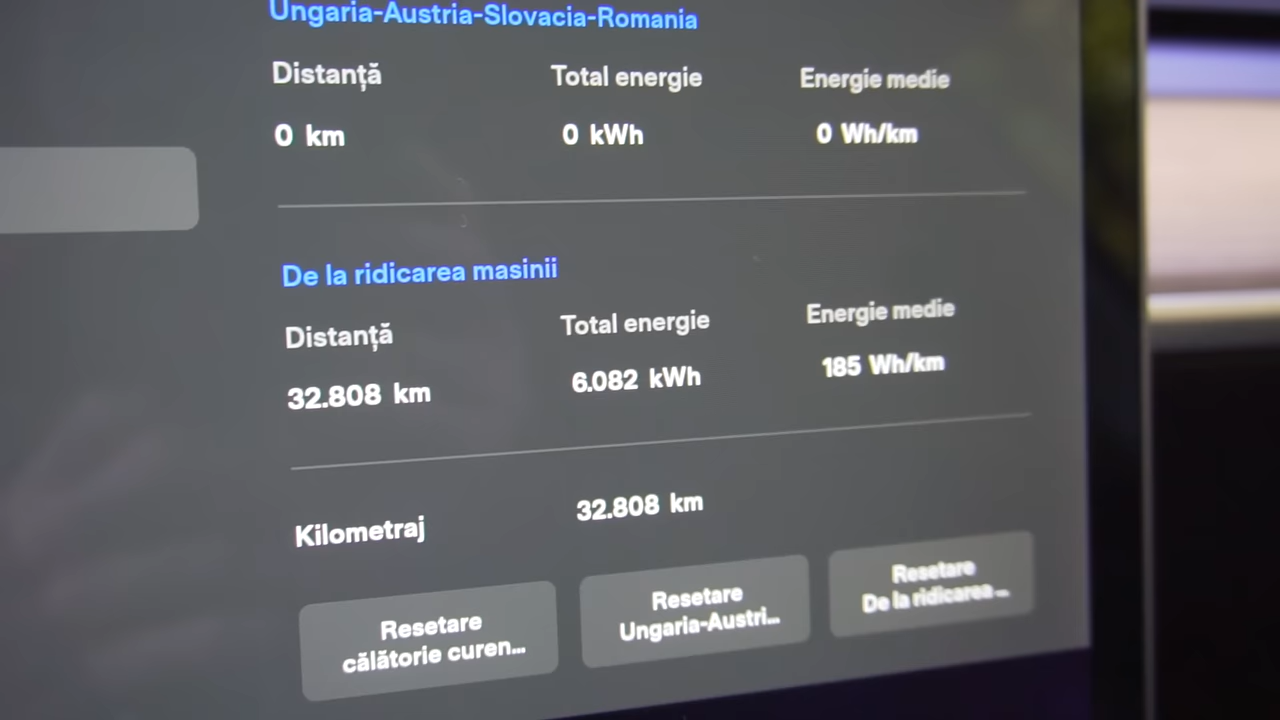 Ungaria-Austria-Slovacia-Romania
Distanță Total energie Energie medie
0 km 0 kWh 0 Wh/km
De la ridicarea masinii
Distanță Total energie Energie medie
32.808 km 6.082 kWh 185 Wh/km
Kilometraj 32.808 km
Resetare
călătorie curen...
Resetare
Ungaria-Austri...
Resetare
De la ridicarea ...